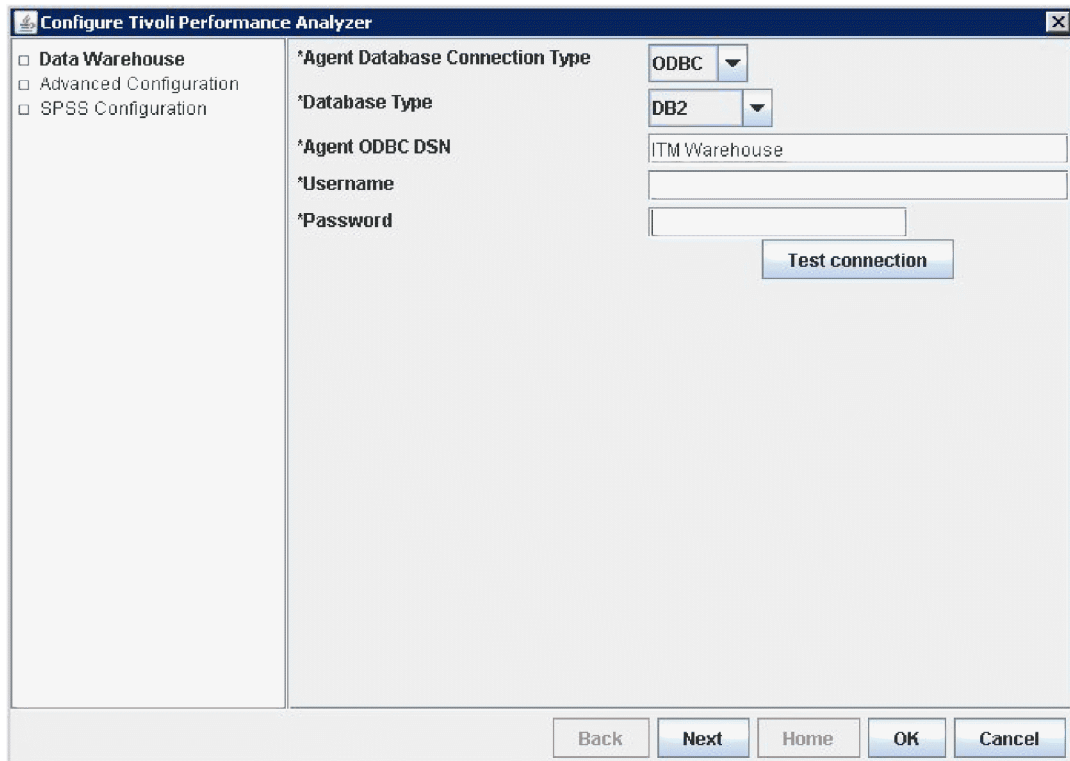 Configure Tivoli Performance Analyzer
Data Warehouse
Advanced Configuration
SPSS Configuration
*Agent Database Connection Type
ODBC
*Database Type
DB2
*Agent ODBC DSN
ITM Warehouse
*Username
*Password
Test connection
Back
Next
Home
OK
Cancel